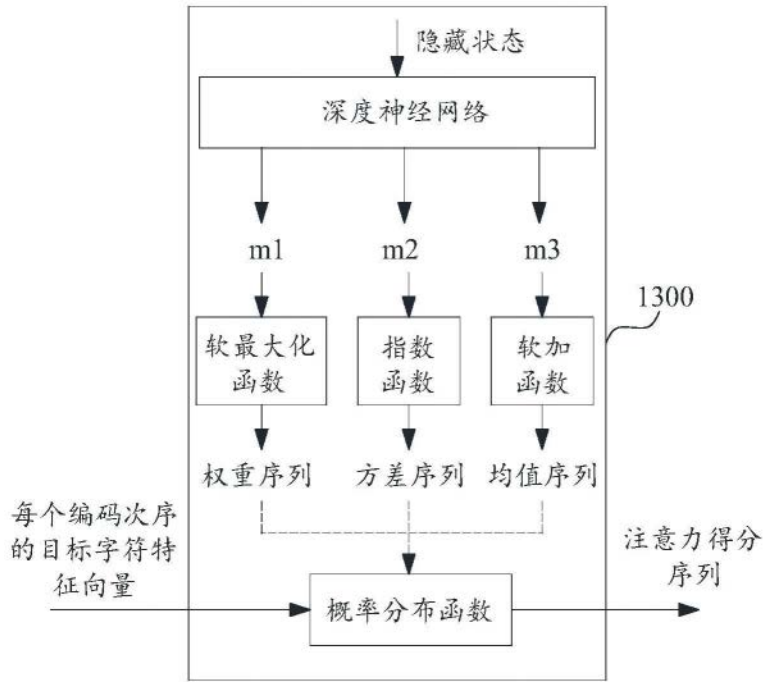 隐藏状态
深度神经网络
m1
m2
m3
1300
软最大化
函数
指数
函数
软加
函数
权重序列
方差序列
均值序列
每个编码次序
的目标字符特
征向量
概率分布函数
注意力得分
序列